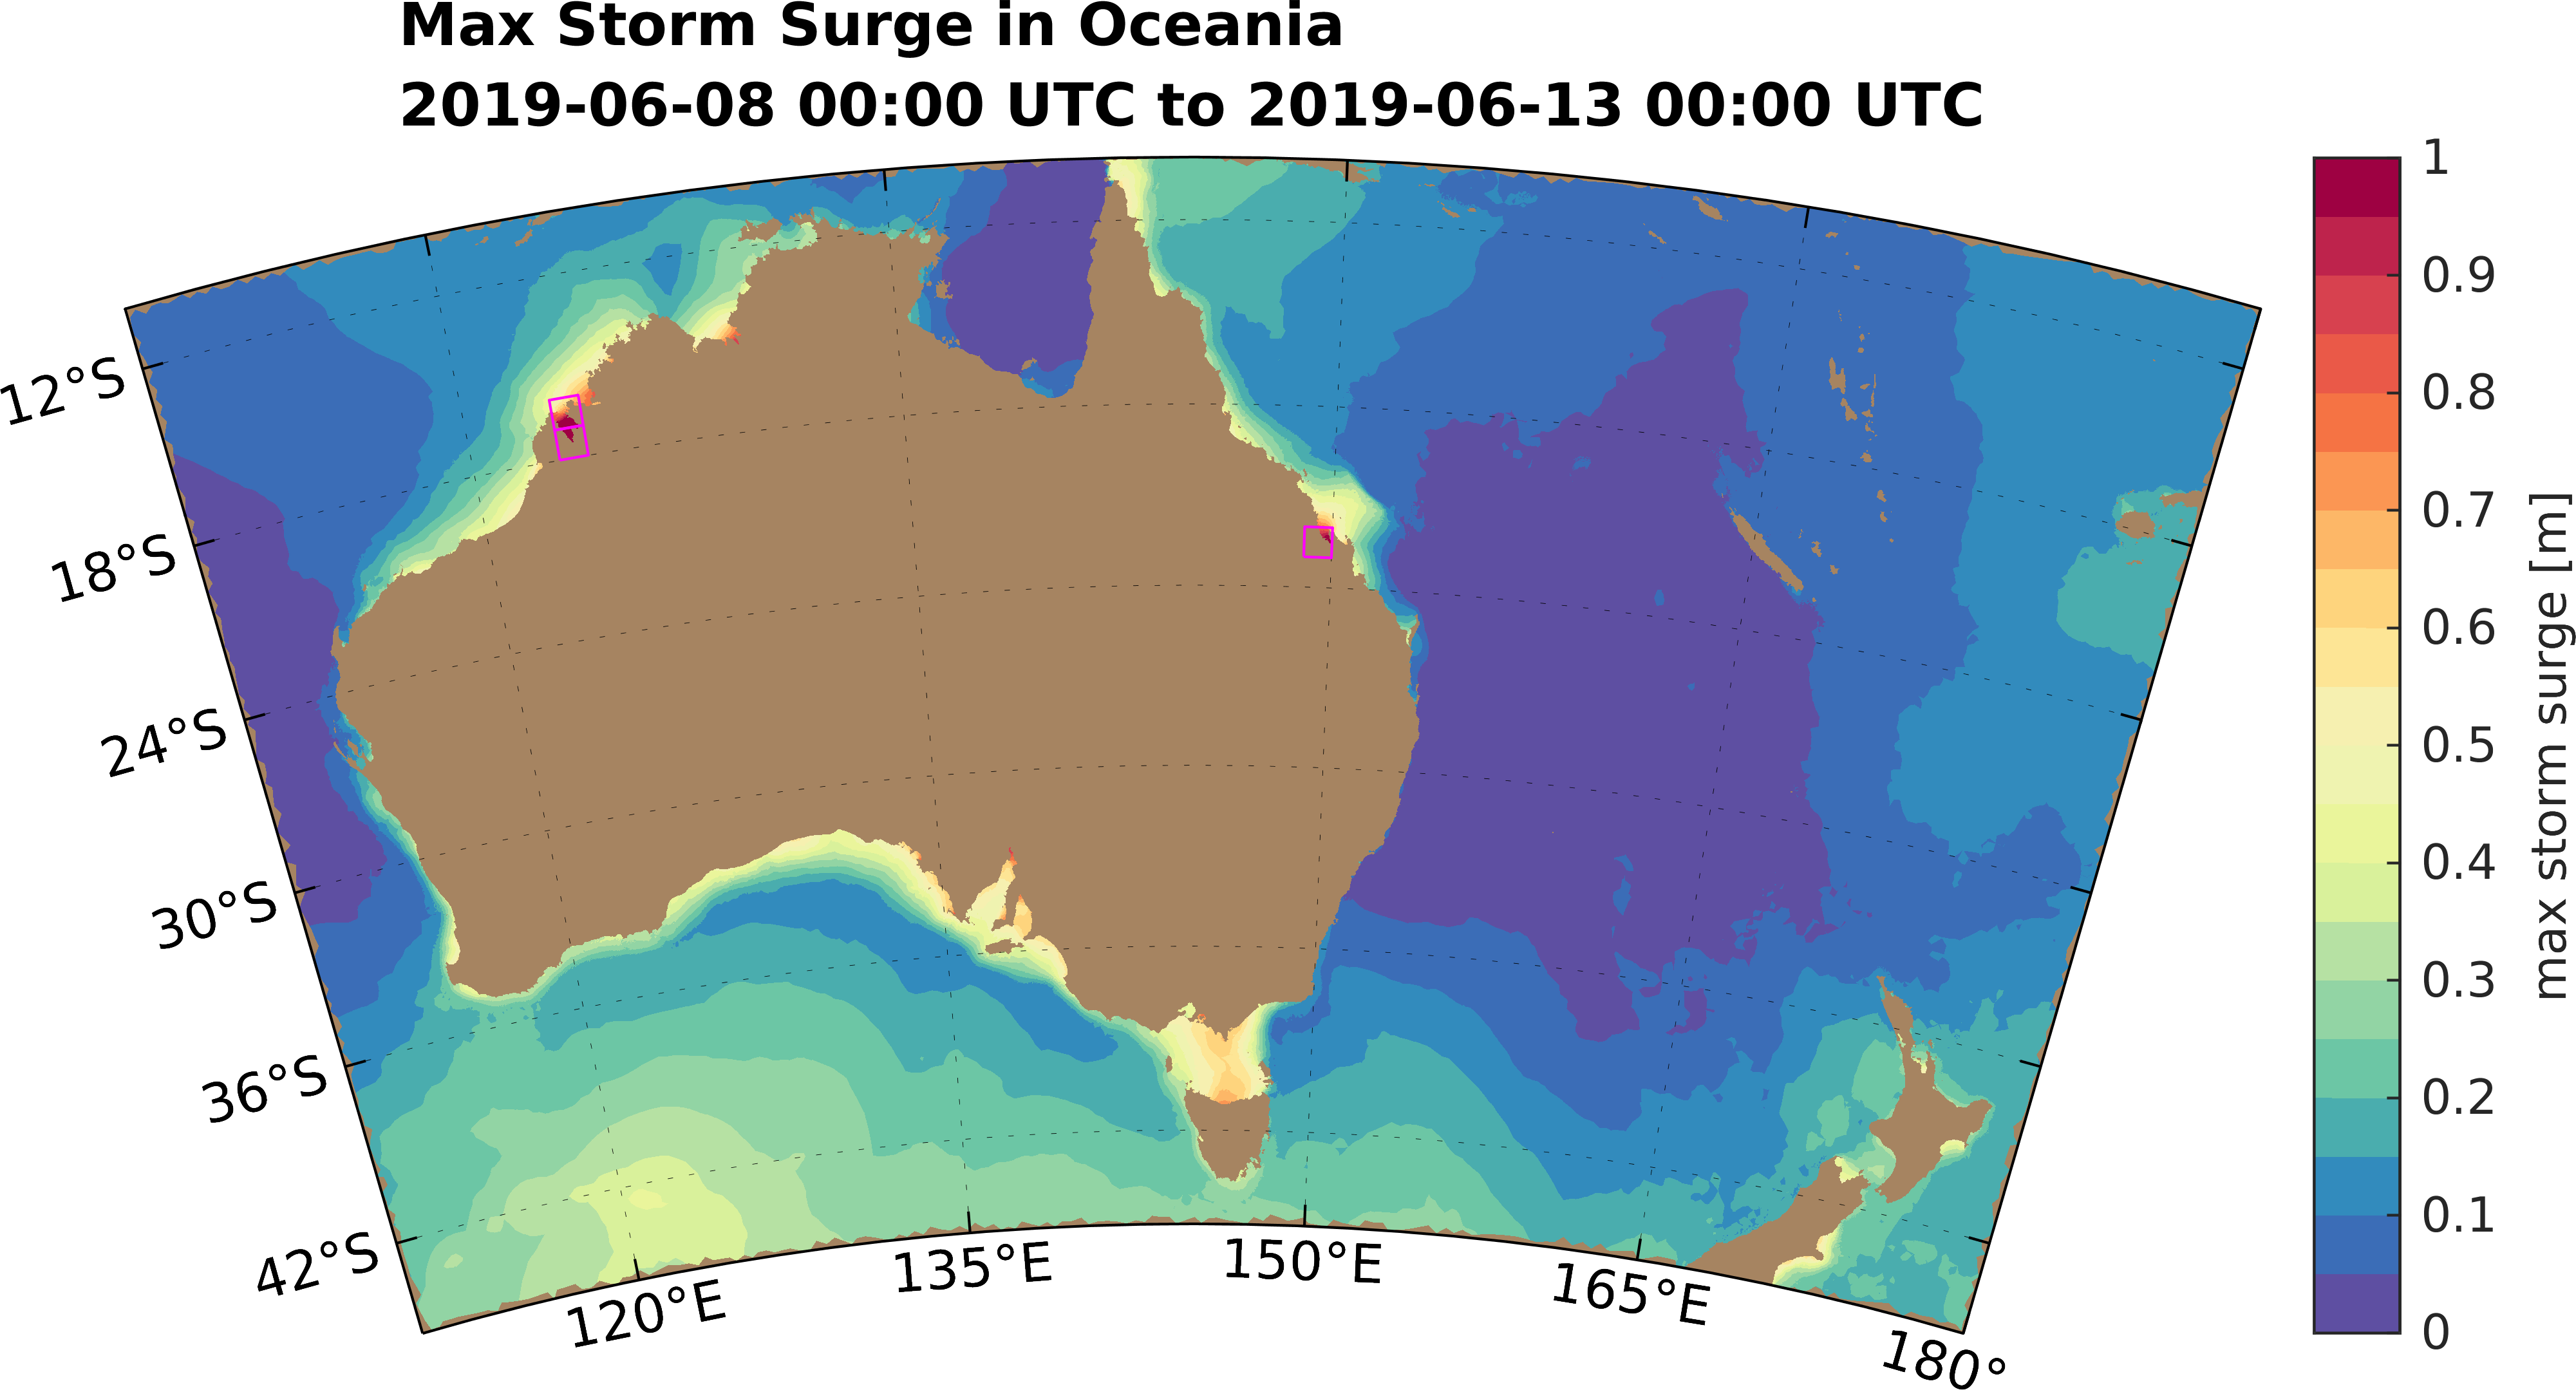 Max Storm Surge in Oceania
2019-06-08 00:00 UTC to 2019-06-13 00:00 UTC
12°S
18°S
24°S
30°S
36°S
42°S
120°E
135°E
150°E
165°E
180°
1
0.9
0.8
0.7
0.6
0.5
0.4
0.3
0.2
0.1
0
max storm surge [m]